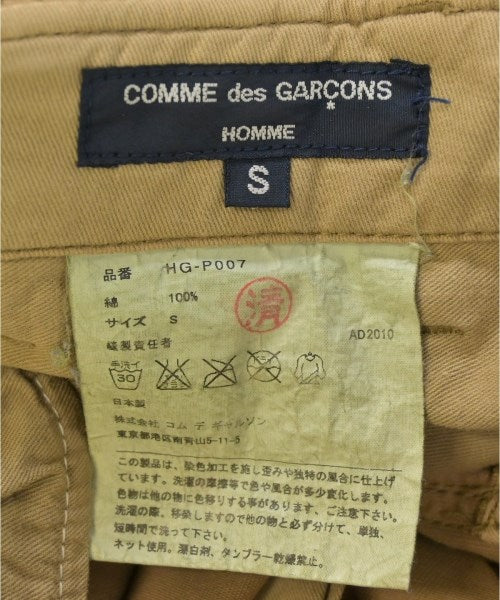 COMME des GARÇONS
*
HOMME
S
品番 HG-P007
綿 100%
サイズ S
縫製責任者
済
AD2010
手洗イ
30
日本製
株式会社 コム デ ギャルソン
東京都港区南青山5-11-5
この製品は、染色加工を施し歪みや独特の風合に仕上げ
ています。洗濯の摩擦等で色や風合が多少変化します。
色物は他の物に色移りする事があります、ご注意下さい。
洗濯の際、移染しますので他の物と必ず分けて、単独、
短時間で洗って下さい。
ネット使用。漂白剤、タンブラー乾燥禁止。